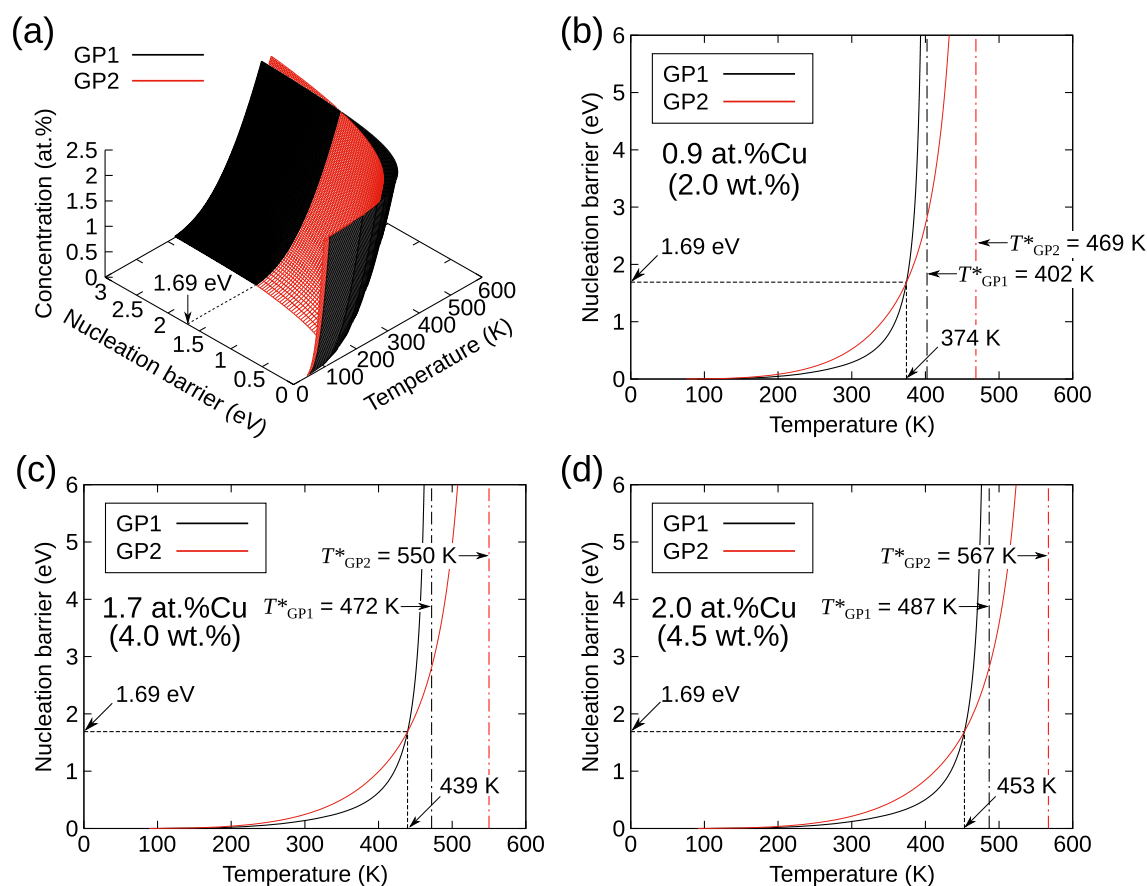 (a)
GP1
GP2
Concentration (at.%)
2.5
2
1.5
1
0.5
0
1.69 eV
3
2.5
2
1.5
1
0.5
0
Nucleation barrier (eV)
0
100
200
300
400
500
600
Temperature (K)
(b)
6
5
4
3
2
1
0
Nucleation barrier (eV)
GP1
GP2
0.9 at.%Cu
(2.0 wt.%)
1.69 eV
T*GP2 = 469 K
T*GP1 = 402 K
374 K
0 100 200 300 400 500 600
Temperature (K)
(c)
6
5
4
3
2
1
0
Nucleation barrier (eV)
GP1
GP2
T*GP2 = 550 K
1.7 at.%Cu
(4.0 wt.%)
T*GP1 = 472 K
1.69 eV
439 K
0 100 200 300 400 500 600
Temperature (K)
(d)
6
5
4
3
2
1
0
Nucleation barrier (eV)
GP1
GP2
T*GP2 = 567 K
2.0 at.%Cu
(4.5 wt.%)
T*GP1 = 487 K
1.69 eV
453 K
0 100 200 300 400 500 600
Temperature (K)